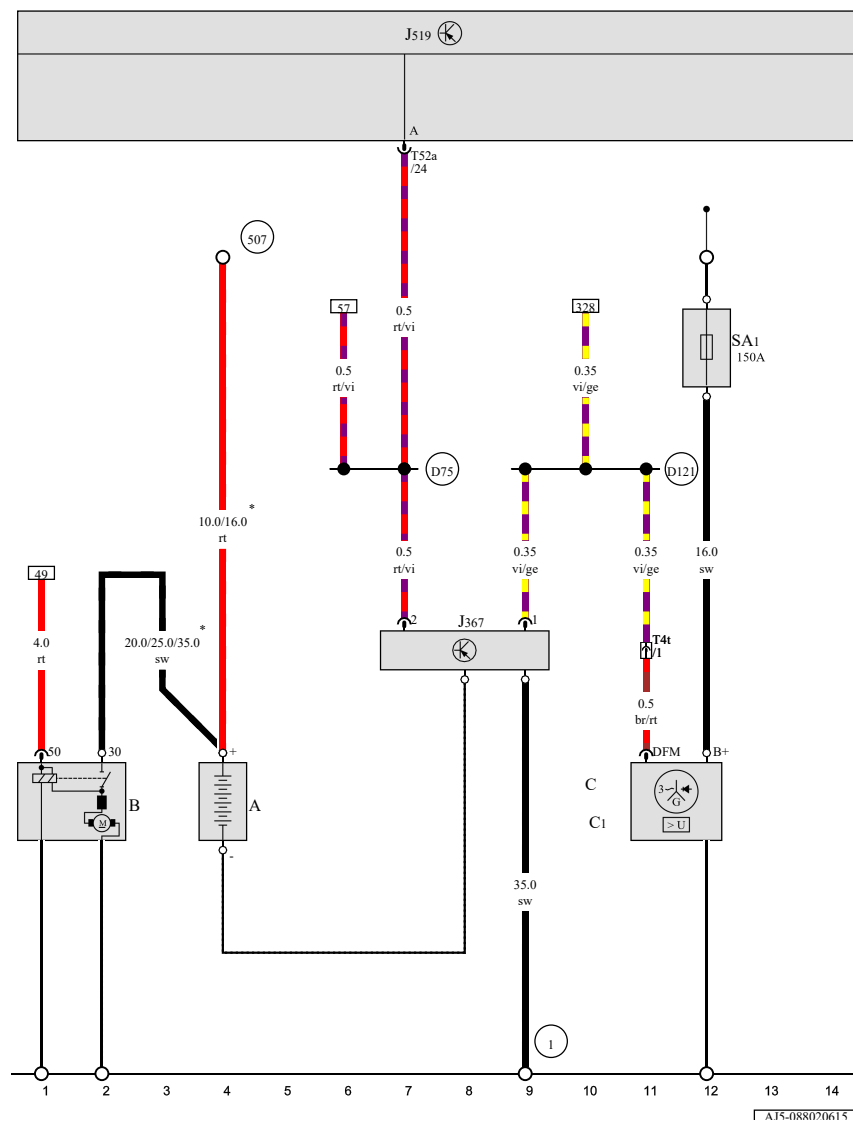 J519
A
T52a
/24
507
57
0.5
rt/vi
0.5
rt/vi
328
0.35
vi/ge
SA1
150A
D75
D121
10.0/16.0 *
rt
49
4.0
rt
20.0/25.0/35.0 *
sw
0.5
rt/vi
0.35
vi/ge
0.35
vi/ge
16.0
sw
2
J367
1
T4t
/1
0.5
br/rt
50
30
+
DFM
B+
B
M
A
C
3~
G
C1
> U
-
35.0
sw
1
1 2 3 4 5 6 7 8 9 10 11 12 13 14
AJ5-088020615